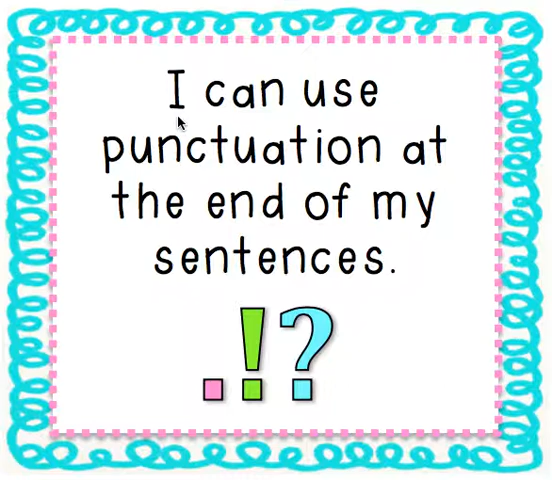 I can use
punctuation at
the end of my
sentences.
.!?